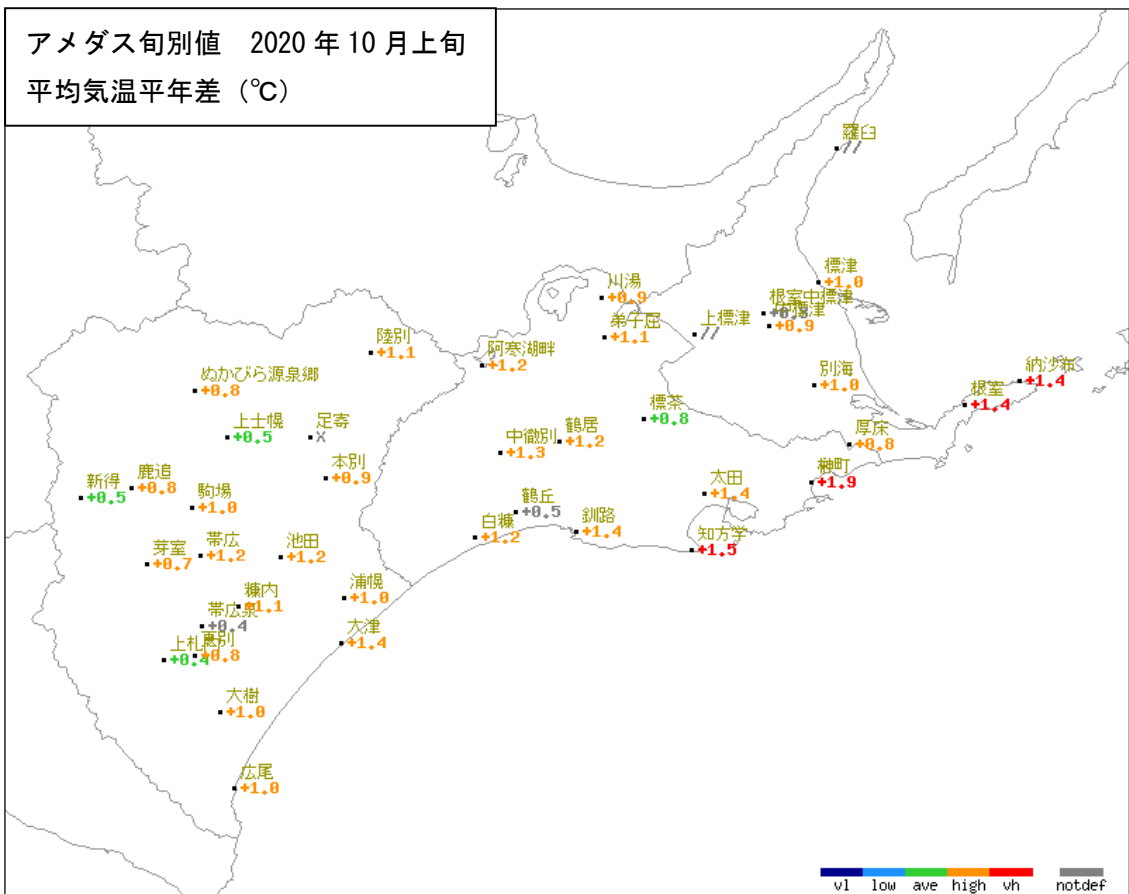 アメダス旬別値 2020年10月上旬
平均気温平年差（℃）
羅臼
//
標津
+1.0
川湯
+0.9
根室中標津
+0.9
上標津
//
弟子屈
+1.1
陸別
+1.1
阿寒湖畔
+1.2
納沙布
+1.4
別海
+1.0
根室
+1.4
ぬかびら源泉郷
+0.8
標茶
+0.8
上士幌
+0.5
足寄
×
鶴居
+1.2
中徹別
+1.3
厚床
+0.8
本別
+0.9
榊町
+1.9
鹿追
+0.8
新得
+0.5
太田
+1.4
駒場
+1.0
鶴丘
+0.5
釧路
+1.4
白糠
+1.2
知方学
+1.5
帯広
+1.2
池田
+1.2
芽室
+0.7
浦幌
+1.0
糠内
+1.1
帯広泉
+0.4
大津
+1.4
上札
+0.4
別
+0.8
大樹
+1.0
広尾
+1.0
vl low ave high vh notdef